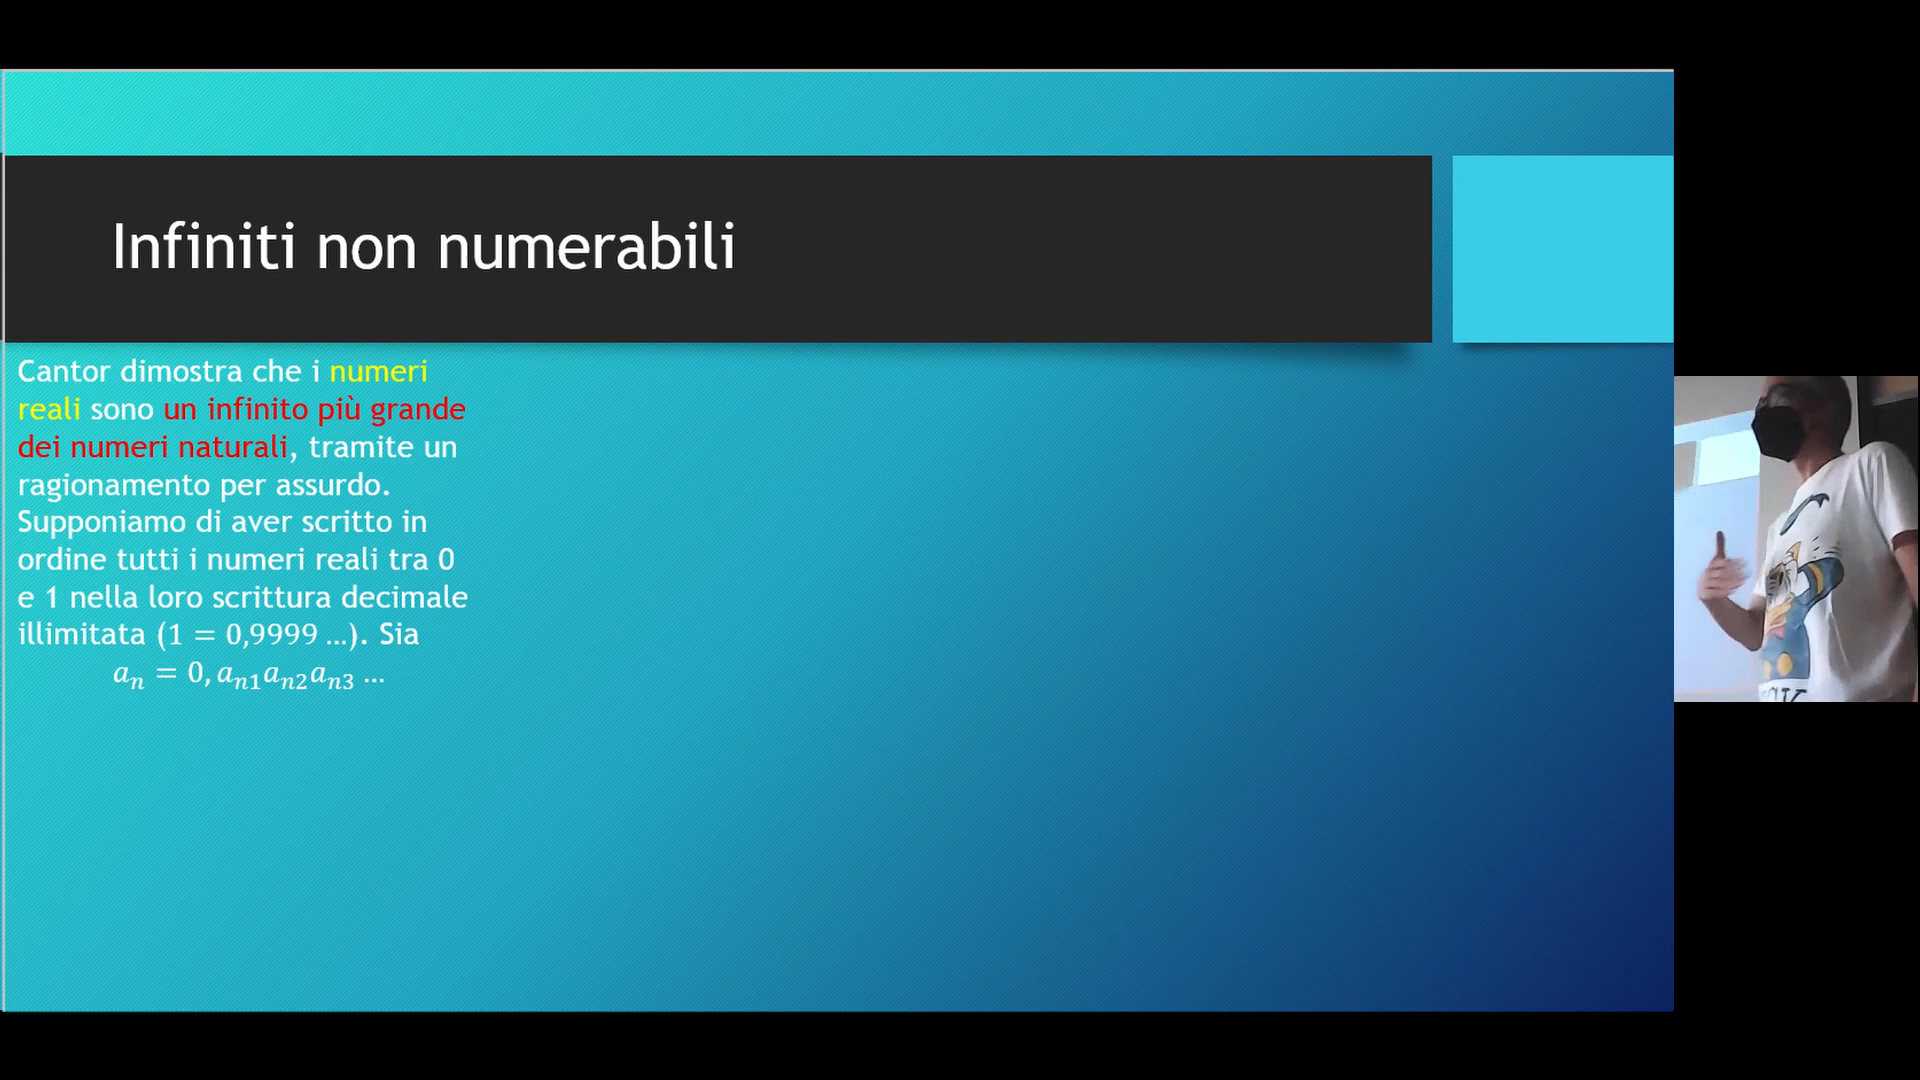 Infiniti non numerabili
Cantor dimostra che i numeri
reali sono un infinito più grande
dei numeri naturali, tramite un
ragionamento per assurdo.
Supponiamo di aver scritto in
ordine tutti i numeri reali tra 0
e 1 nella loro scrittura decimale
illimitata (1 = 0,9999 …). Sia
aₙ = 0, aₙ₁aₙ₂aₙ₃ …